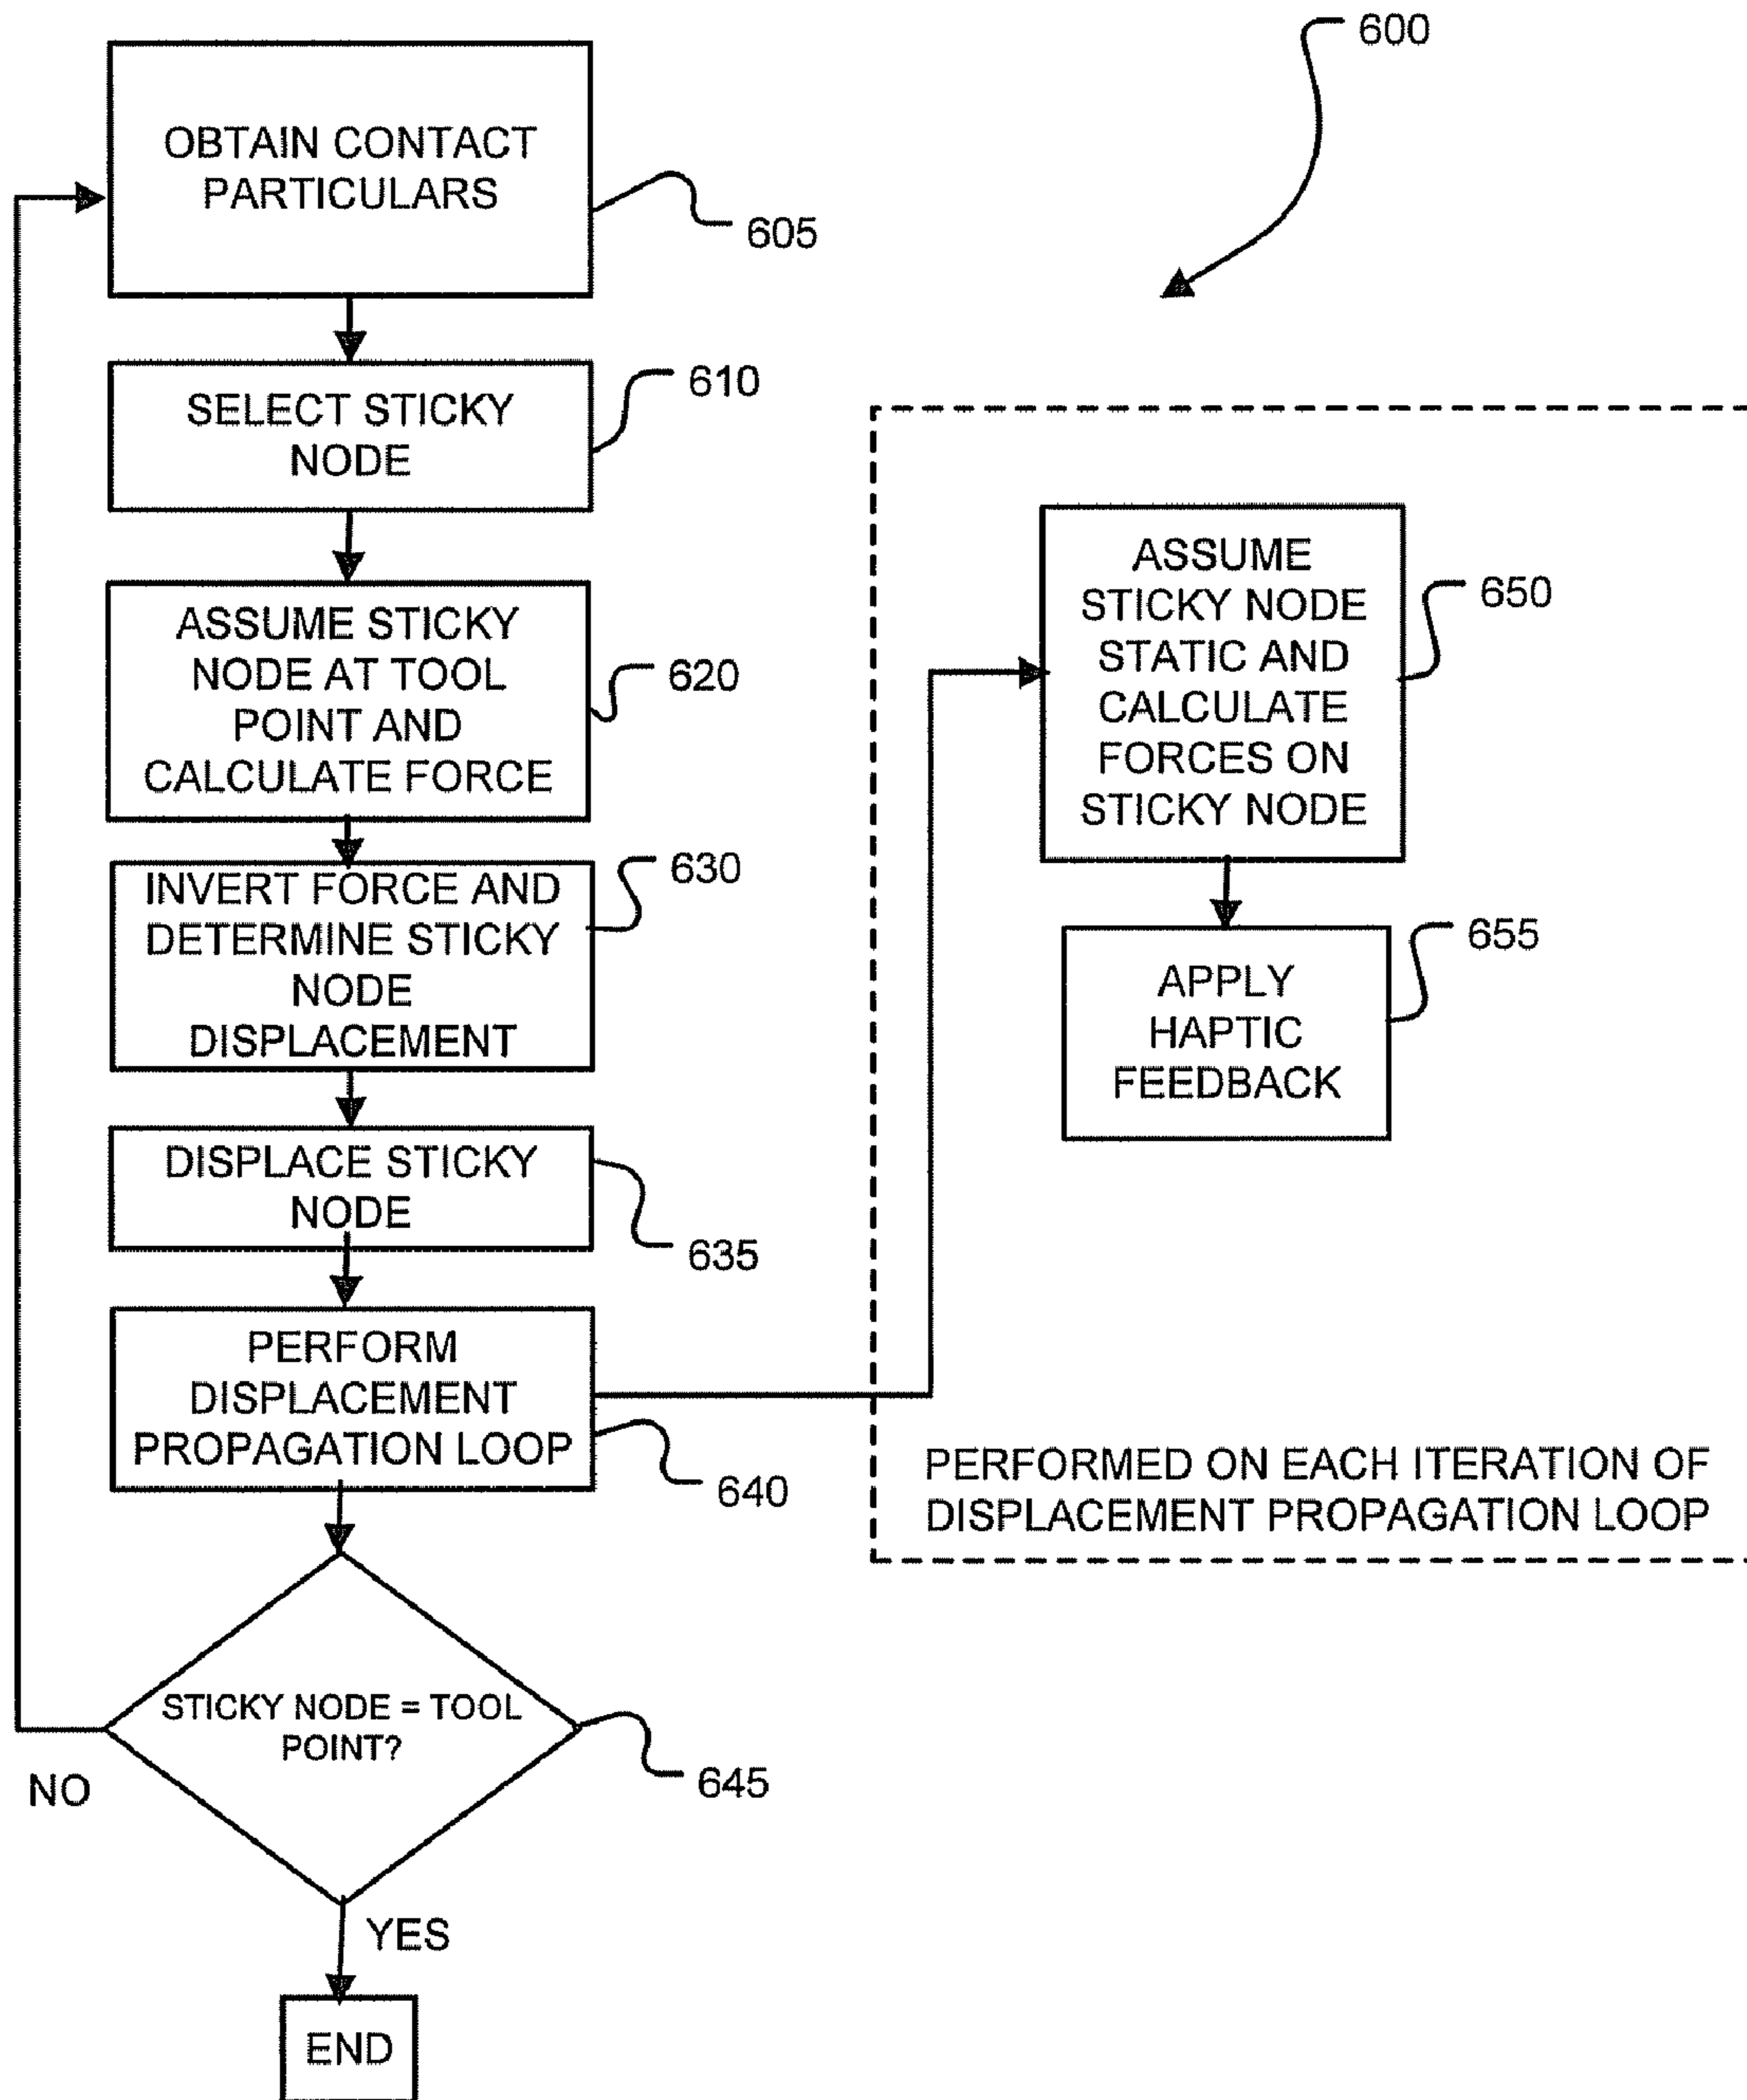 600
OBTAIN CONTACT
PARTICULARS
605
SELECT STICKY
NODE
610
ASSUME STICKY
NODE AT TOOL
POINT AND
CALCULATE FORCE
620
INVERT FORCE AND
DETERMINE STICKY
NODE
DISPLACEMENT
630
DISPLACE STICKY
NODE
635
PERFORM
DISPLACEMENT
PROPAGATION LOOP
640
STICKY NODE = TOOL
POINT?
645
NO
YES
END
ASSUME
STICKY NODE
STATIC AND
CALCULATE
FORCES ON
STICKY NODE
650
APPLY
HAPTIC
FEEDBACK
655
PERFORMED ON EACH ITERATION OF
DISPLACEMENT PROPAGATION LOOP